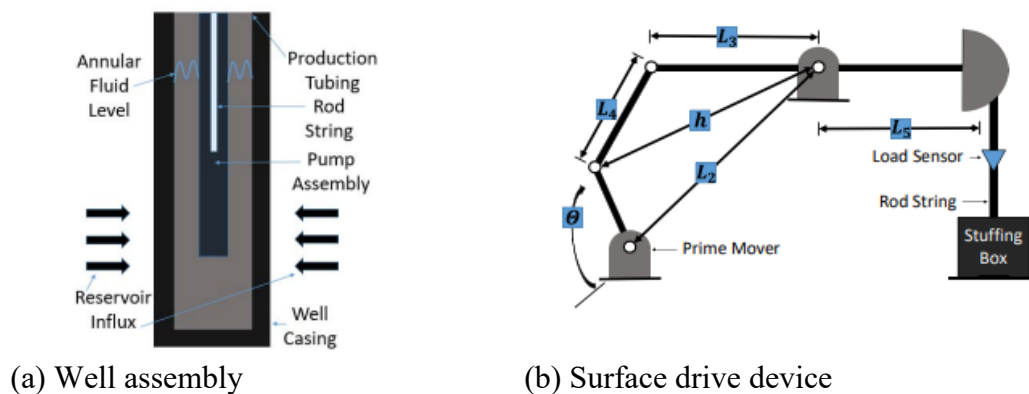 Annular
Fluid
Level
Production
Tubing
Rod
String
Pump
Assembly
Reservoir
Influx
Well
Casing
(a) Well assembly
L₃
L₄
h
L₂
L₅
Θ
Prime Mover
Load Sensor
Rod String
Stuffing
Box
(b) Surface drive device